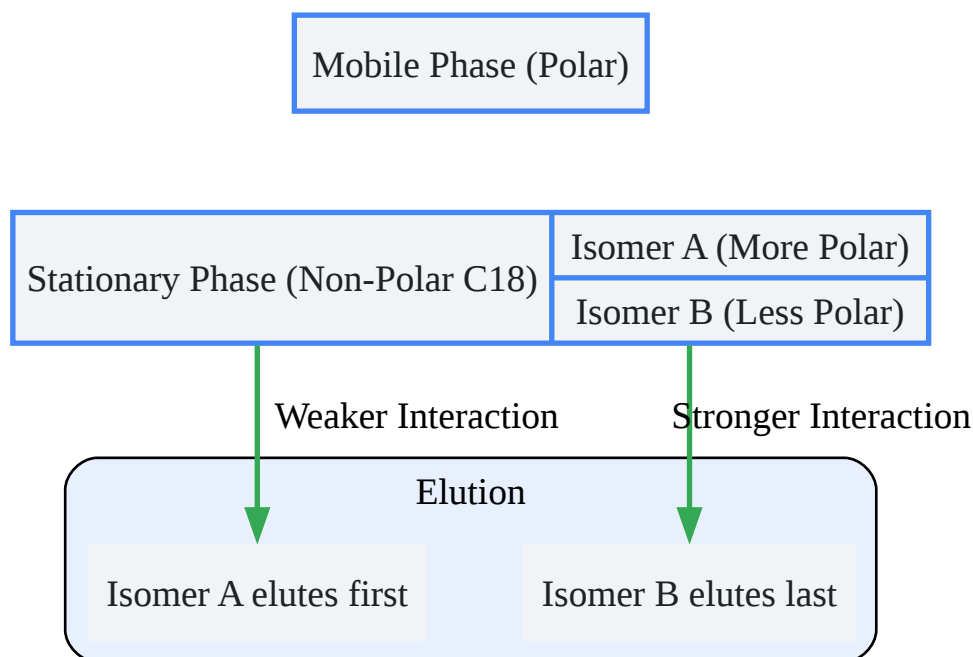 Mobile Phase (Polar)
Stationary Phase (Non-Polar C18)
Isomer A (More Polar)
Isomer B (Less Polar)
Weaker Interaction
Stronger Interaction
Elution
Isomer A elutes first
Isomer B elutes last